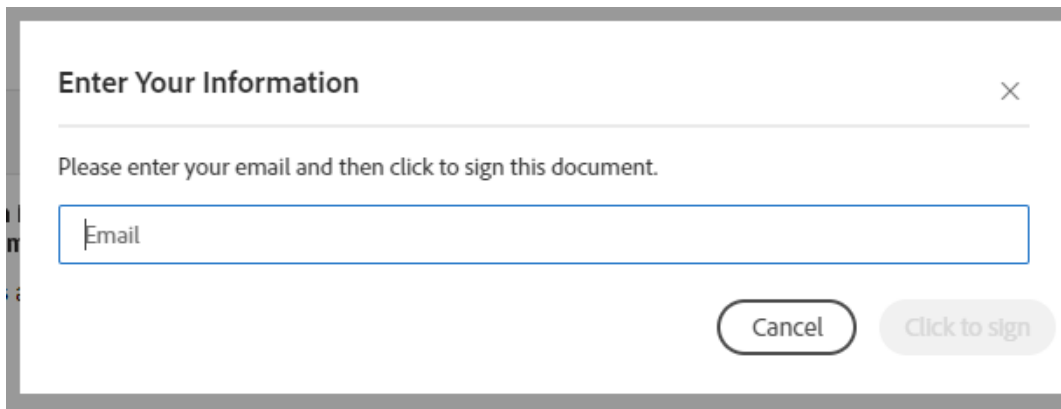 Enter Your Information
Please enter your email and then click to sign this document.
Email
Cancel
Click to sign